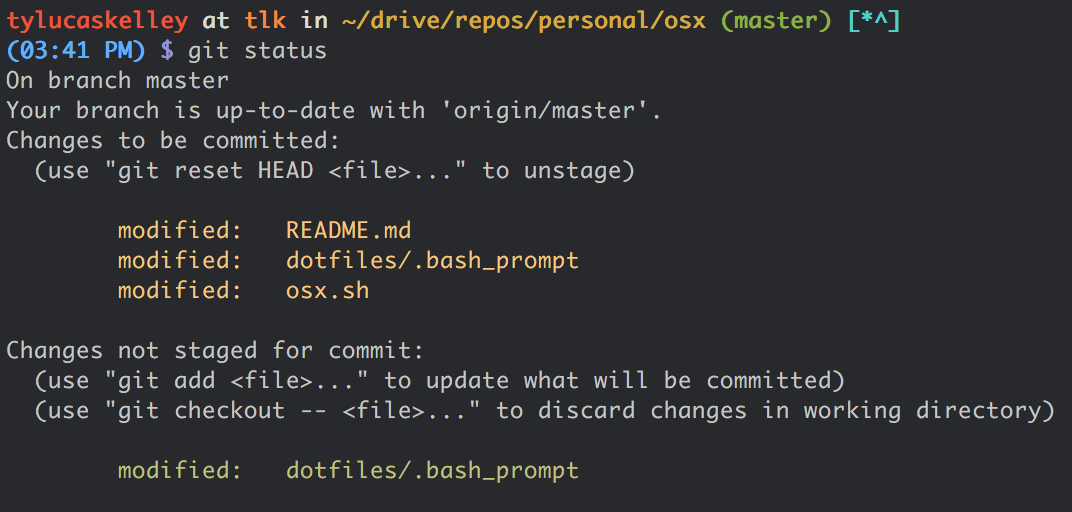 tylucaskelley at tlk in ~/drive/repos/personal/osx (master) [*^]
(03:41 PM) $ git status
On branch master
Your branch is up-to-date with 'origin/master'.
Changes to be committed:
  (use "git reset HEAD <file>..." to unstage)

        modified:   README.md
        modified:   dotfiles/.bash_prompt
        modified:   osx.sh

Changes not staged for commit:
  (use "git add <file>..." to update what will be committed)
  (use "git checkout -- <file>..." to discard changes in working directory)

        modified:   dotfiles/.bash_prompt